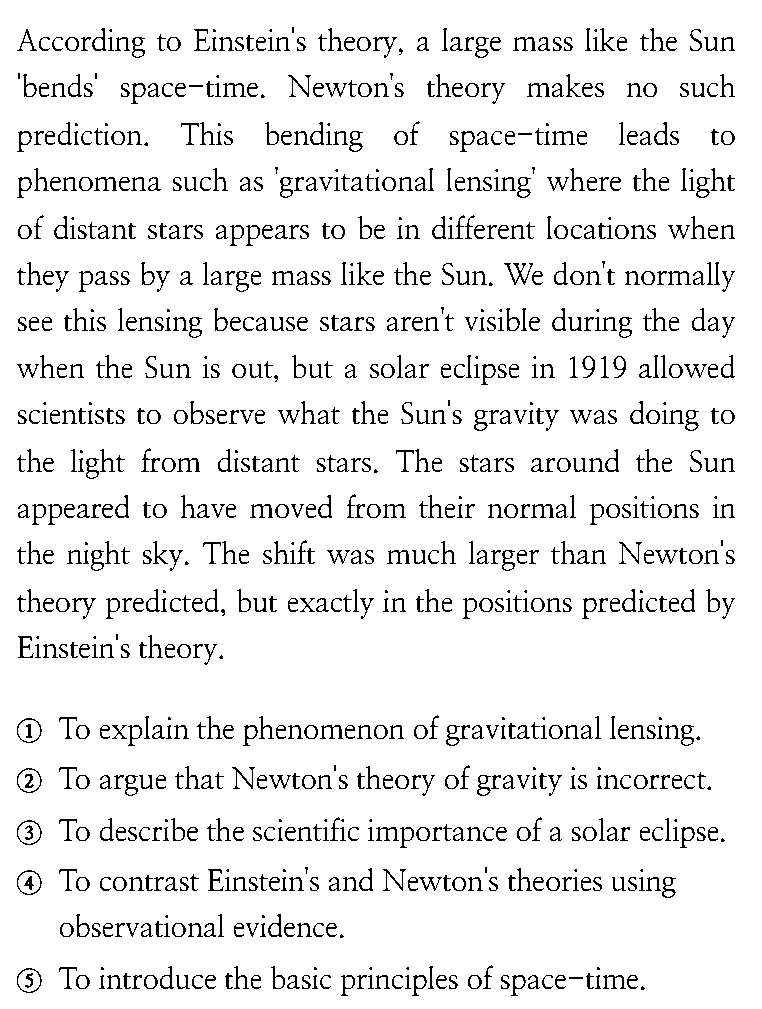 According to Einstein's theory, a large mass like the Sun
'bends' space-time. Newton's theory makes no such
prediction. This bending of space-time leads to
phenomena such as 'gravitational lensing' where the light
of distant stars appears to be in different locations when
they pass by a large mass like the Sun. We don't normally
see this lensing because stars aren't visible during the day
when the Sun is out, but a solar eclipse in 1919 allowed
scientists to observe what the Sun's gravity was doing to
the light from distant stars. The stars around the Sun
appeared to have moved from their normal positions in
the night sky. The shift was much larger than Newton's
theory predicted, but exactly in the positions predicted by
Einstein's theory.
① To explain the phenomenon of gravitational lensing.
② To argue that Newton's theory of gravity is incorrect.
③ To describe the scientific importance of a solar eclipse.
④ To contrast Einstein's and Newton's theories using
observational evidence.
⑤ To introduce the basic principles of space-time.